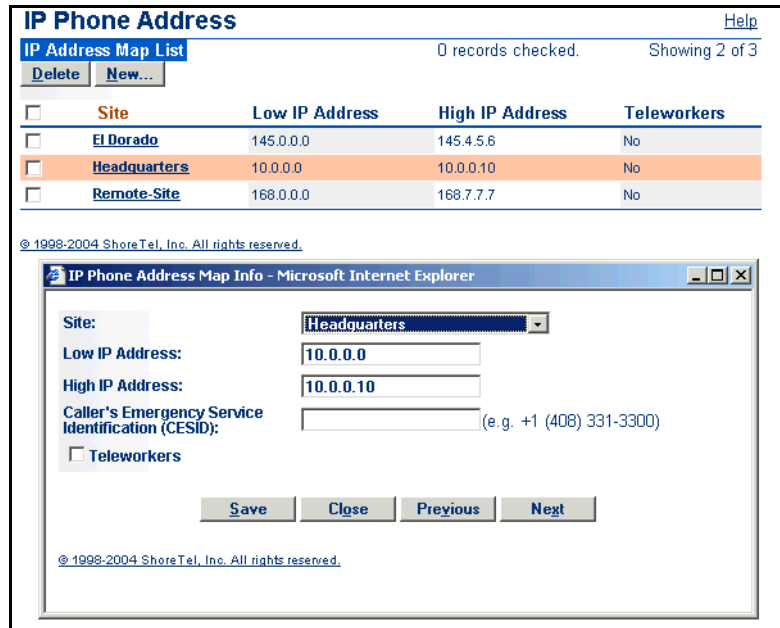 IP Phone Address Help
IP Address Map List 0 records checked. Showing 2 of 3
Delete New...
Site Low IP Address High IP Address Teleworkers
El Dorado 145.0.0.0 145.4.5.6 No
Headquarters 10.0.0.0 10.0.0.10 No
Remote-Site 168.0.0.0 168.7.7.7 No
© 1998-2004 ShoreTel, Inc. All rights reserved.
IP Phone Address Map Info - Microsoft Internet Explorer
Site: Headquarters
Low IP Address: 10.0.0.0
High IP Address: 10.0.0.10
Caller's Emergency Service
Identification (CESID): (e.g. +1 (408) 331-3300)
Teleworkers
Save Close Previous Next
© 1998-2004 ShoreTel, Inc. All rights reserved.